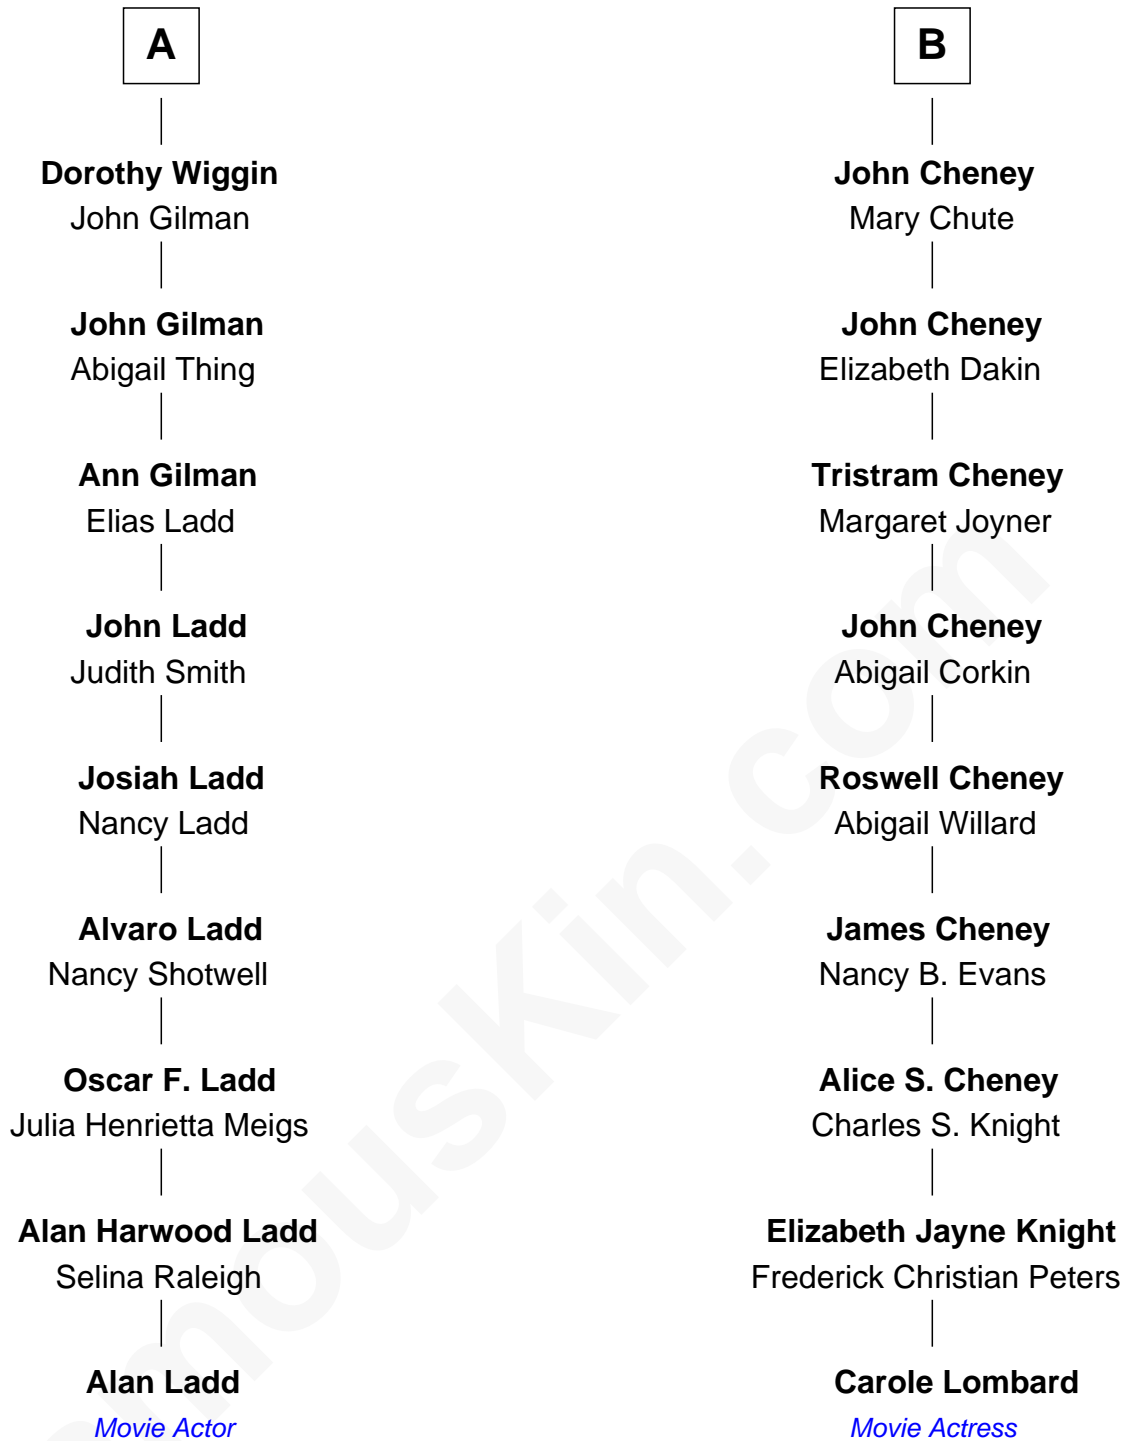 A
Dorothy Wiggin
John Gilman
John Gilman
Abigail Thing
Ann Gilman
Elias Ladd
John Ladd
Judith Smith
Josiah Ladd
Nancy Ladd
Alvaro Ladd
Nancy Shotwell
Oscar F. Ladd
Julia Henrietta Meigs
Alan Harwood Ladd
Selina Raleigh
Alan Ladd
Movie Actor
B
John Cheney
Mary Chute
John Cheney
Elizabeth Dakin
Tristram Cheney
Margaret Joyner
John Cheney
Abigail Corkin
Roswell Cheney
Abigail Willard
James Cheney
Nancy B. Evans
Alice S. Cheney
Charles S. Knight
Elizabeth Jayne Knight
Frederick Christian Peters
Carole Lombard
Movie Actress
mousKin.com